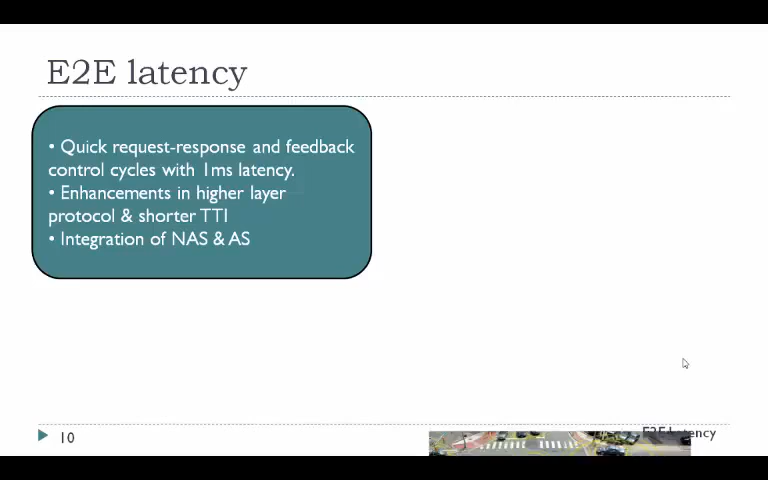 E2E latency
• Quick request-response and feedback
control cycles with 1ms latency.
• Enhancements in higher layer
protocol & shorter TTI
• Integration of NAS & AS
10
E2E latency